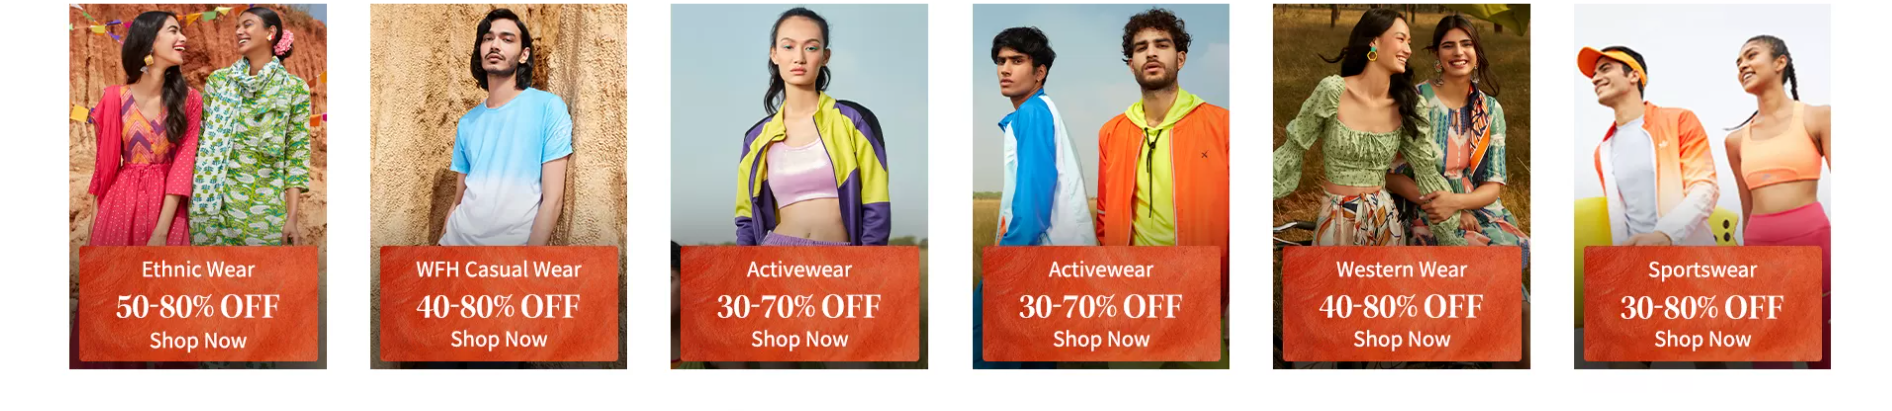 Ethnic Wear
50-80% OFF
Shop Now
WFH Casual Wear
40-80% OFF
Shop Now
Activewear
30-70% OFF
Shop Now
Activewear
30-70% OFF
Shop Now
Western Wear
40-80% OFF
Shop Now
Sportswear
30-80% OFF
Shop Now